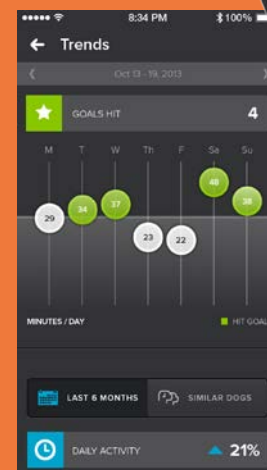 8:34 PM 100%
Trends
Oct 13 - 19, 2013
GOALS HIT 4
M T W Th F Sa Su
48
34 37 38
29
23 22
MINUTES / DAY HIT GOAL
LAST 6 MONTHS SIMILAR DOGS
DAILY ACTIVITY 21%